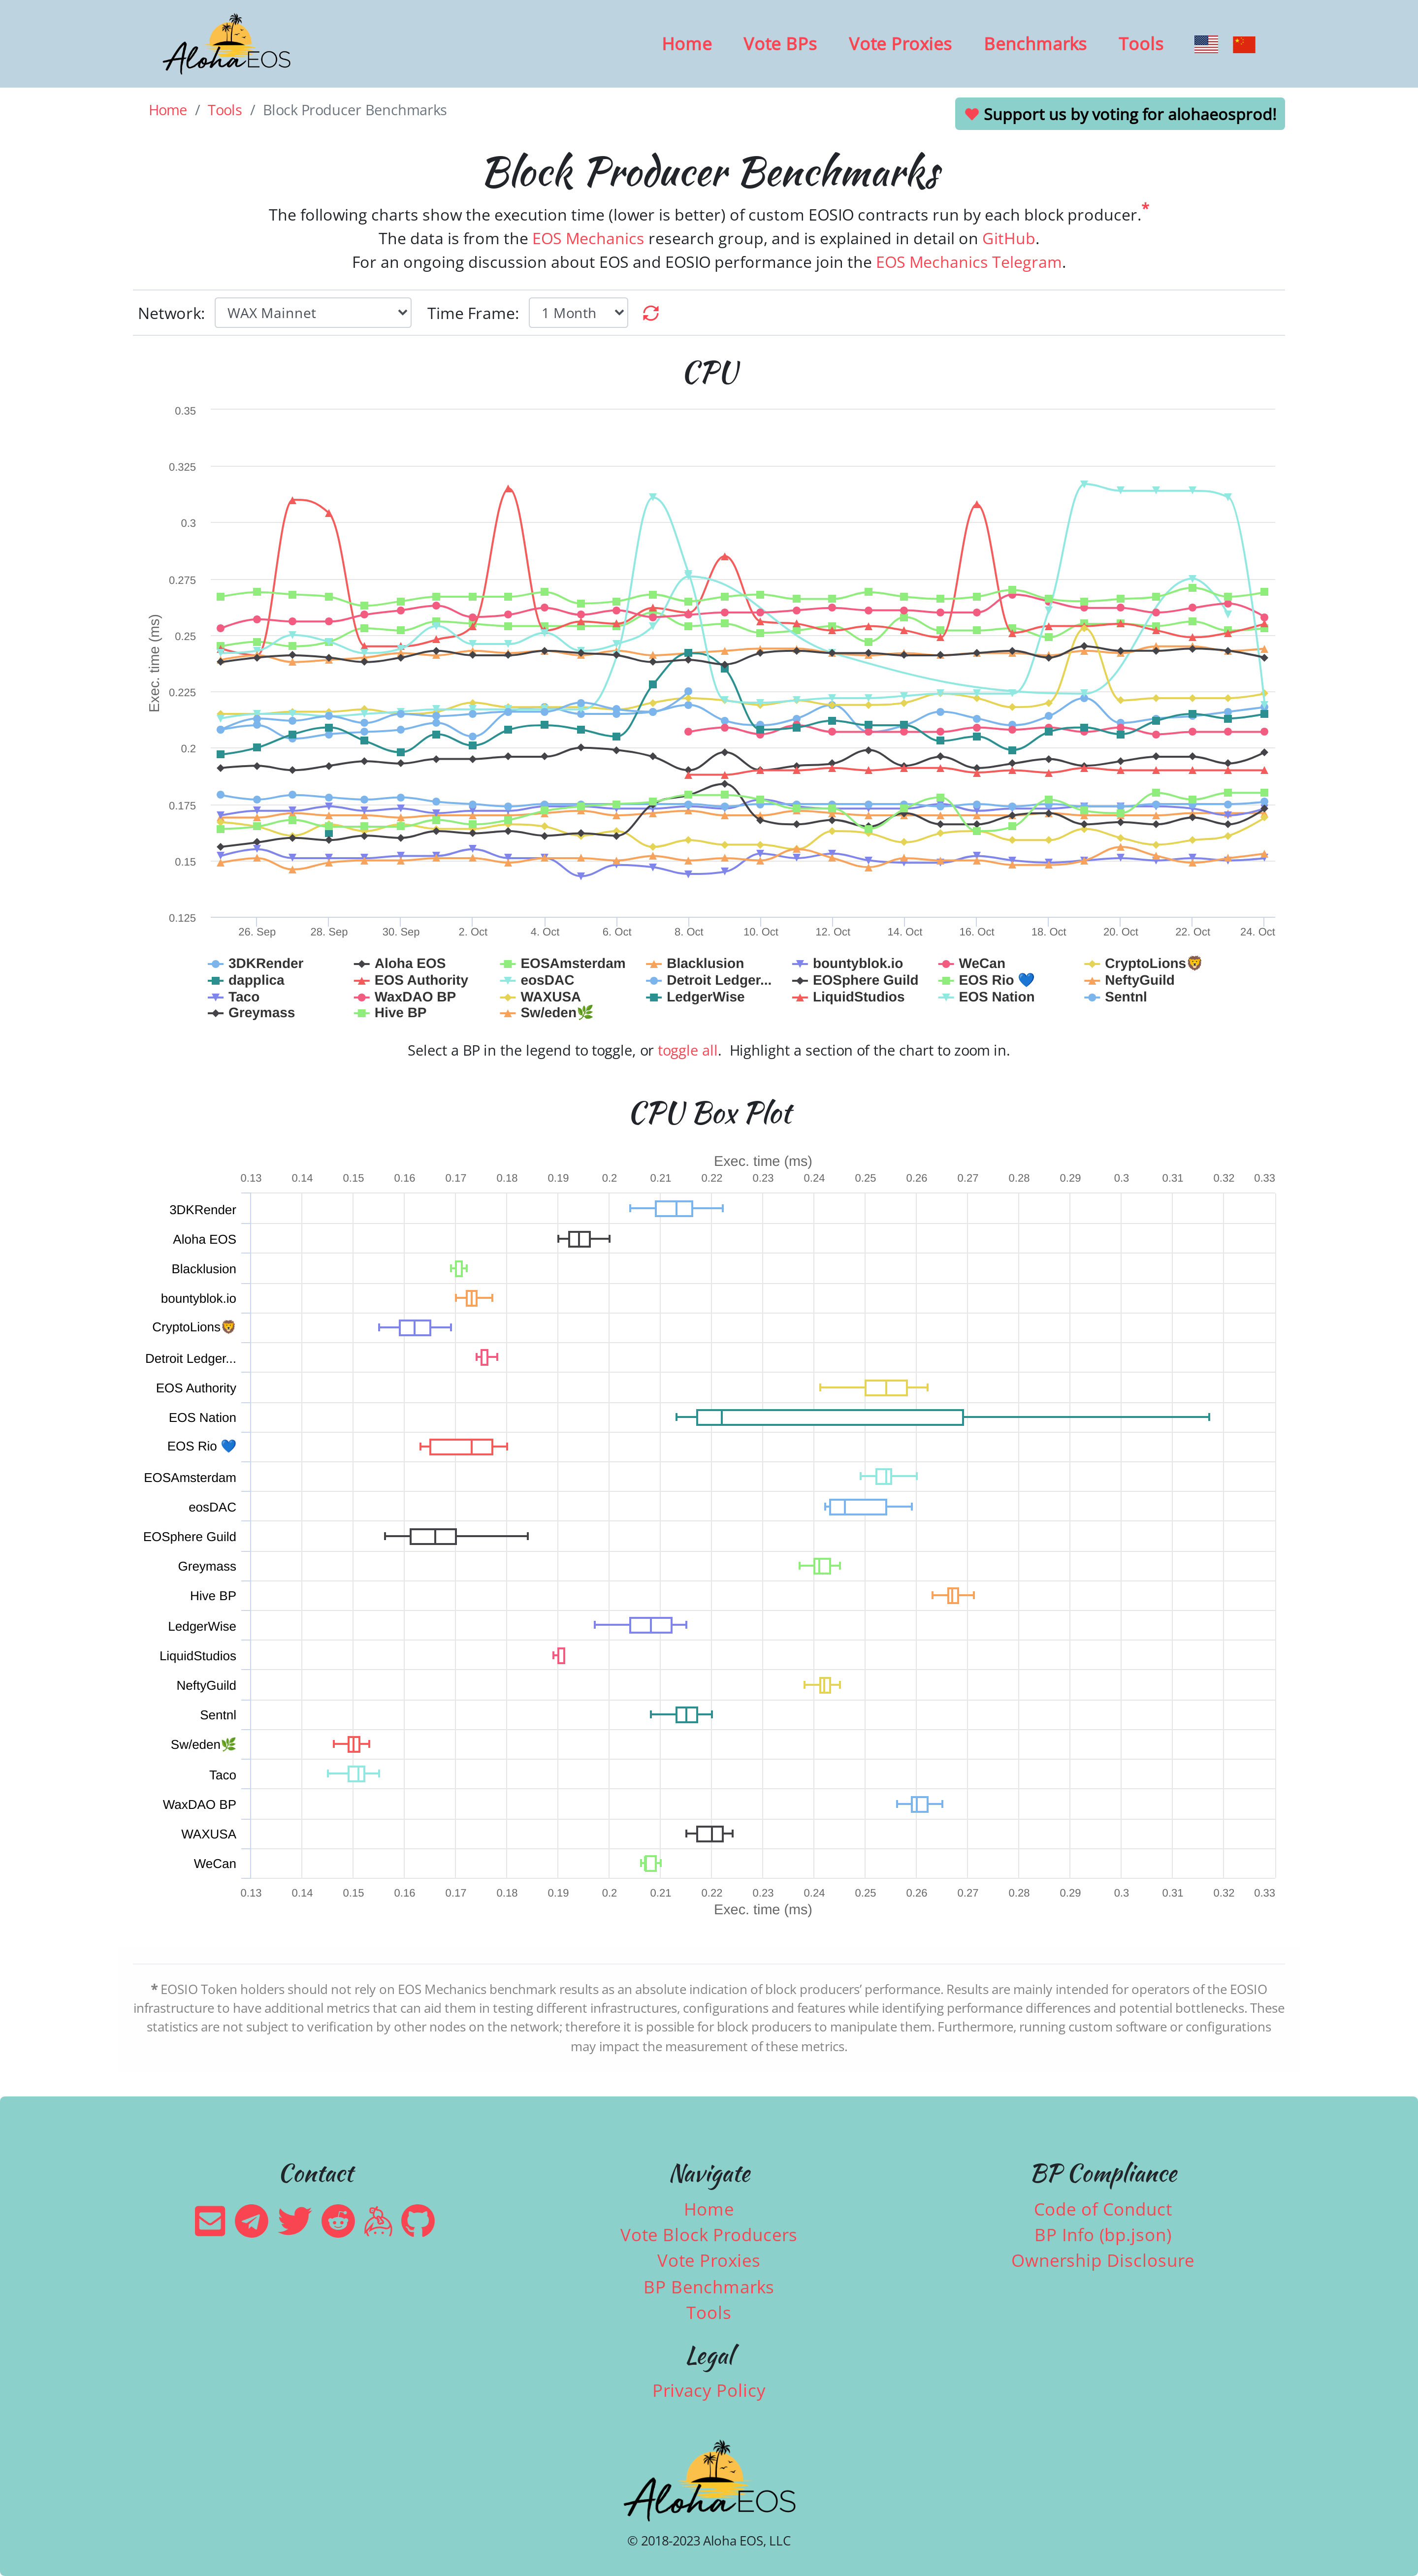 Aloha EOS
Home Vote BPs Vote Proxies Benchmarks Tools
Home / Tools / Block Producer Benchmarks
Support us by voting for alohaeosprod!
Block Producer Benchmarks
The following charts show the execution time (lower is better) of custom EOSIO contracts run by each block producer.*
The data is from the EOS Mechanics research group, and is explained in detail on GitHub.
For an ongoing discussion about EOS and EOSIO performance join the EOS Mechanics Telegram.
Network: WAX Mainnet Time Frame: 1 Month
CPU
Exec. time (ms)
0.35
0.325
0.3
0.275
0.25
0.225
0.2
0.175
0.15
0.125
26. Sep 28. Sep 30. Sep 2. Oct 4. Oct 6. Oct 8. Oct 10. Oct 12. Oct 14. Oct 16. Oct 18. Oct 20. Oct 22. Oct 24. Oct
3DKRender Aloha EOS EOSAmsterdam Blacklusion bountyblok.io WeCan CryptoLions🦁
dapplica EOS Authority eosDAC Detroit Ledger... EOSphere Guild EOS Rio 💙 NeftyGuild
Taco WaxDAO BP WAXUSA LedgerWise LiquidStudios EOS Nation Sentnl
Greymass Hive BP Sw/eden🌿
Select a BP in the legend to toggle, or toggle all. Highlight a section of the chart to zoom in.
CPU Box Plot
Exec. time (ms)
0.13 0.14 0.15 0.16 0.17 0.18 0.19 0.2 0.21 0.22 0.23 0.24 0.25 0.26 0.27 0.28 0.29 0.3 0.31 0.32 0.33
3DKRender
Aloha EOS
Blacklusion
bountyblok.io
CryptoLions🦁
Detroit Ledger...
EOS Authority
EOS Nation
EOS Rio 💙
EOSAmsterdam
eosDAC
EOSphere Guild
Greymass
Hive BP
LedgerWise
LiquidStudios
NeftyGuild
Sentnl
Sw/eden🌿
Taco
WaxDAO BP
WAXUSA
WeCan
0.13 0.14 0.15 0.16 0.17 0.18 0.19 0.2 0.21 0.22 0.23 0.24 0.25 0.26 0.27 0.28 0.29 0.3 0.31 0.32 0.33
Exec. time (ms)
* EOSIO Token holders should not rely on EOS Mechanics benchmark results as an absolute indication of block producers’ performance. Results are mainly intended for operators of the EOSIO
infrastructure to have additional metrics that can aid them in testing different infrastructures, configurations and features while identifying performance differences and potential bottlenecks. These
statistics are not subject to verification by other nodes on the network; therefore it is possible for block producers to manipulate them. Furthermore, running custom software or configurations
may impact the measurement of these metrics.
Contact
Navigate
Home
Vote Block Producers
Vote Proxies
BP Benchmarks
Tools
Legal
Privacy Policy
BP Compliance
Code of Conduct
BP Info (bp.json)
Ownership Disclosure
Aloha EOS
© 2018-2023 Aloha EOS, LLC